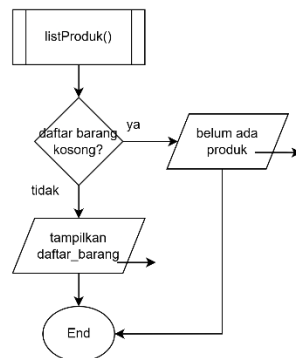 listProduk()
daftar barang
kosong?
ya
belum ada
produk
tidak
tampilkan
daftar_barang
End